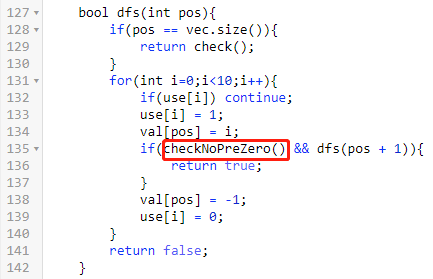 127 bool dfs(int pos){
128 if(pos == vec.size()){
129 return check();
130 }
131 for(int i=0;i<10;i++){
132 if(use[i]) continue;
133 use[i] = 1;
134 val[pos] = i;
135 if(checkNoPreZero() && dfs(pos + 1)){
136 return true;
137 }
138 val[pos] = -1;
139 use[i] = 0;
140 }
141 return false;
142 }